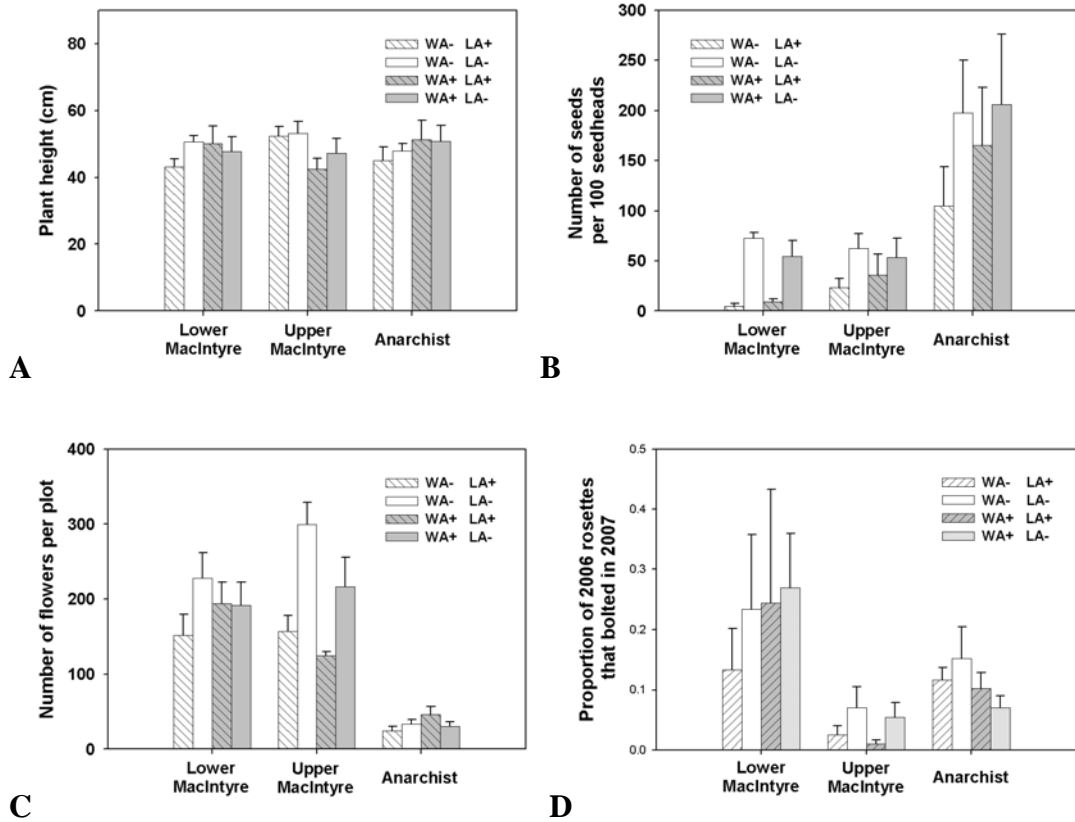 Plant height (cm)
80
60
40
20
0
WA- LA+
WA- LA-
WA+ LA+
WA+ LA-
Lower
MacIntyre
Upper
MacIntyre
Anarchist
A
Number of seeds
per 100 seedheads
300
250
200
150
100
50
0
WA- LA+
WA- LA-
WA+ LA+
WA+ LA-
Lower
MacIntyre
Upper
MacIntyre
Anarchist
B
Number of flowers per plot
400
300
200
100
0
WA- LA+
WA- LA-
WA+ LA+
WA+ LA-
Lower
MacIntyre
Upper
MacIntyre
Anarchist
C
Proportion of 2006 rosettes
that bolted in 2007
0.5
0.4
0.3
0.2
0.1
0.0
WA- LA+
WA- LA-
WA+ LA+
WA+ LA-
Lower
MacIntyre
Upper
MacIntyre
Anarchist
D